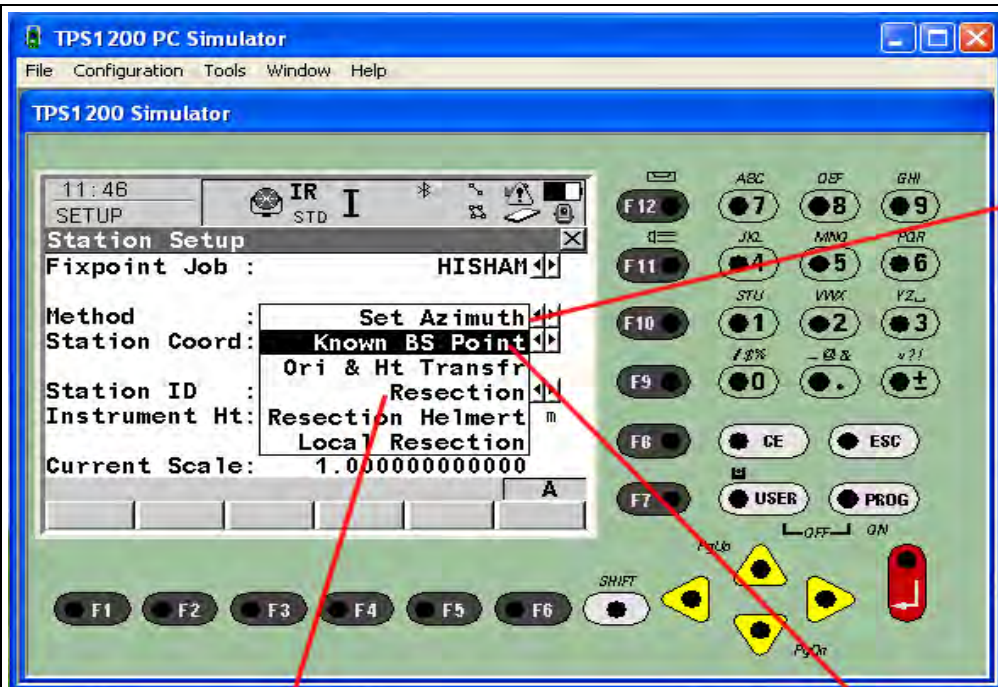 TPS1200 PC Simulator
File Configuration Tools Window Help
TPS1200 Simulator
11:46
SETUP
IR
STD
I
Station Setup
Fixpoint Job : HISHAM
Method : Set Azimuth
Station Coord: Known BS Point
Ori & Ht Transfr
Station ID : Resection
Instrument Ht: Resection Helmert m
Local Resection
Current Scale: 1.000000000000
A
F12
ABC
DEF
GHI
7
8
9
F11
JKL
MNO
PQR
4
5
6
F10
STU
VWX
YZ
1
2
3
F9
/$%
_@&
*?!
0
.
±
F8
CE
ESC
F7
USER
PROG
OFF
ON
PgUp
SHIFT
F1
F2
F3
F4
F5
F6
PgDn